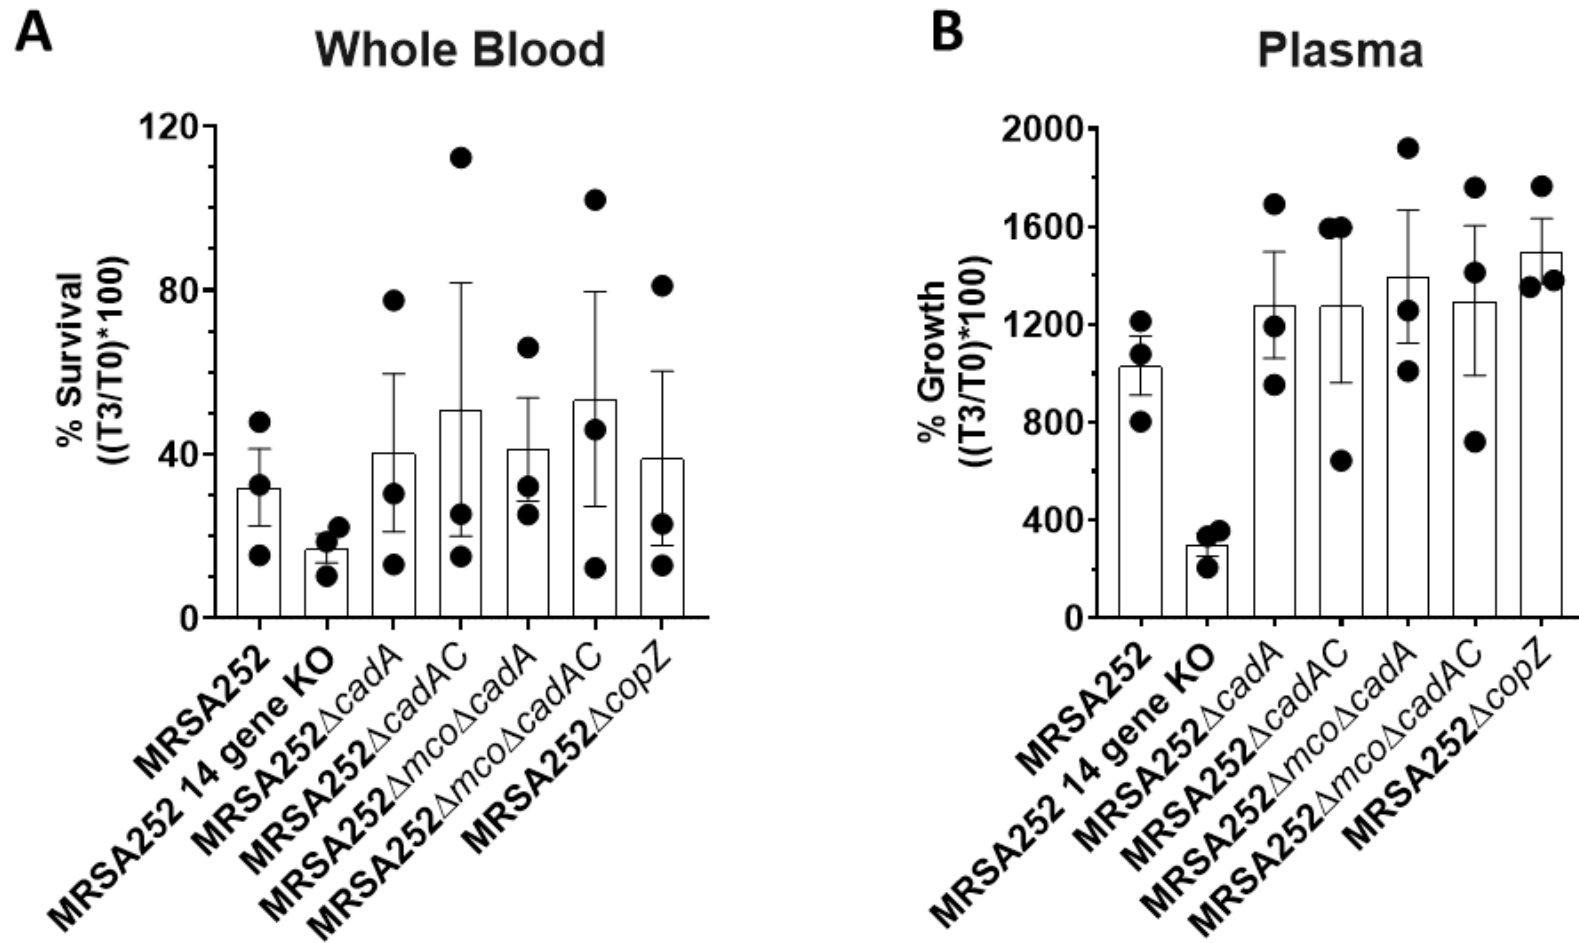 A
Whole Blood
% Survival
((T3/T0)*100)
120
80
40
0
MRSA252
MRSA252 14 gene KO
MRSA252ΔcadA
MRSA252ΔcadAC
MRSA252ΔmcoΔcadA
MRSA252ΔmcoΔcadAC
MRSA252ΔcopZ
B
Plasma
% Growth
((T3/T0)*100)
2000
1600
1200
800
400
0
MRSA252
MRSA252 14 gene KO
MRSA252ΔcadA
MRSA252ΔcadAC
MRSA252ΔmcoΔcadA
MRSA252ΔmcoΔcadAC
MRSA252ΔcopZ